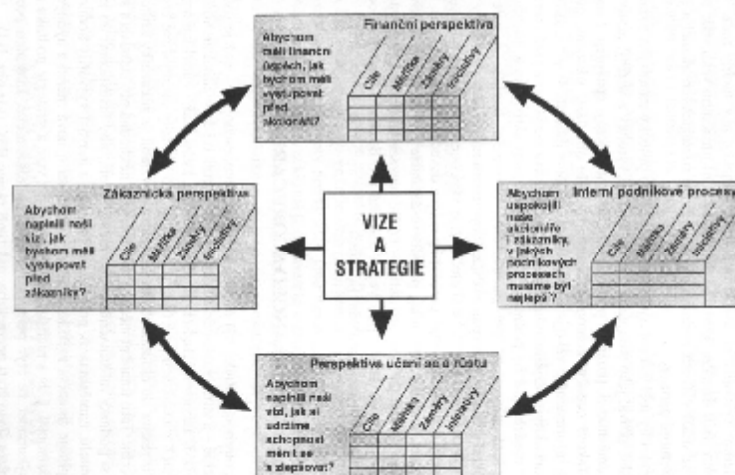 Finanční perspektiva
Abychom
měli finanční
úspěch, jak
bychom měli
vystupovat
před
akcionáři?
Cíle
Měřítka
Záměry
Iniciativy
Zákaznická perspektiva
Abychom
naplnili naši
vizi, jak
bychom měli
vystupovat
před
zákazníky?
Cíle
Měřítka
Záměry
Iniciativy
VIZE
A
STRATEGIE
Interní podnikové procesy
Abychom
uspokojili
naše
akcionáře
i zákazníky,
v jakých
podnikových
procesech
musíme být
nejlepší?
Cíle
Měřítka
Záměry
Iniciativy
Perspektiva učení se a růstu
Abychom
naplnili naši
vizi, jak si
udržíme
schopnost
měnit se
a zlepšovat?
Cíle
Měřítka
Záměry
Iniciativy